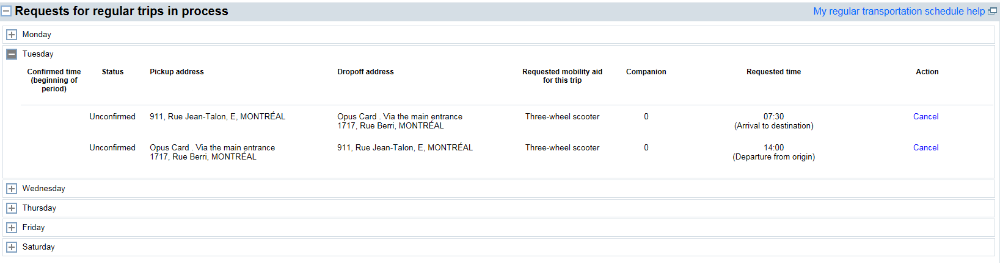 Requests for regular trips in process
My regular transportation schedule help
Monday
Tuesday
Confirmed time (beginning of period)
Status
Pickup address
Dropoff address
Requested mobility aid for this trip
Companion
Requested time
Action
Unconfirmed
911, Rue Jean-Talon, E, MONTRÉAL
Opus Card . Via the main entrance
1717, Rue Berri, MONTRÉAL
Three-wheel scooter
0
07:30
(Arrival to destination)
Cancel
Unconfirmed
Opus Card . Via the main entrance
1717, Rue Berri, MONTRÉAL
911, Rue Jean-Talon, E, MONTRÉAL
Three-wheel scooter
0
14:00
(Departure from origin)
Cancel
Wednesday
Thursday
Friday
Saturday